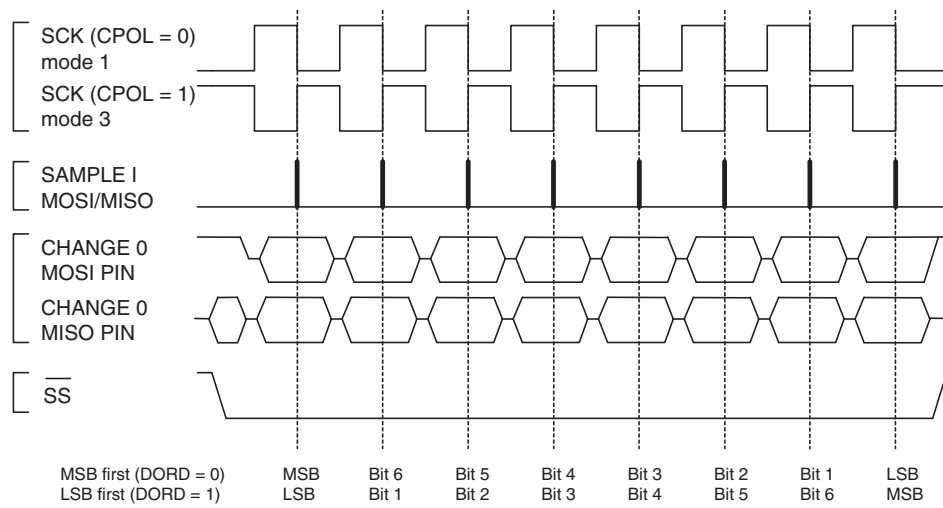 SCK (CPOL = 0)
mode 1
SCK (CPOL = 1)
mode 3
SAMPLE I
MOSI/MISO
CHANGE 0
MOSI PIN
CHANGE 0
MISO PIN
SS
MSB first (DORD = 0) MSB Bit 6 Bit 5 Bit 4 Bit 3 Bit 2 Bit 1 LSB
LSB first (DORD = 1) LSB Bit 1 Bit 2 Bit 3 Bit 4 Bit 5 Bit 6 MSB